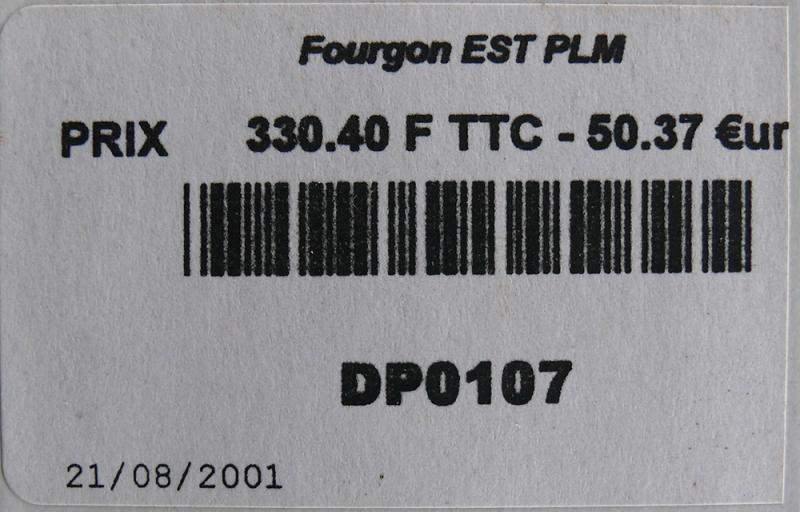 Fourgon EST PLM
PRIX 330.40 F TTC - 50.37 €ur
DP0107
21/08/2001